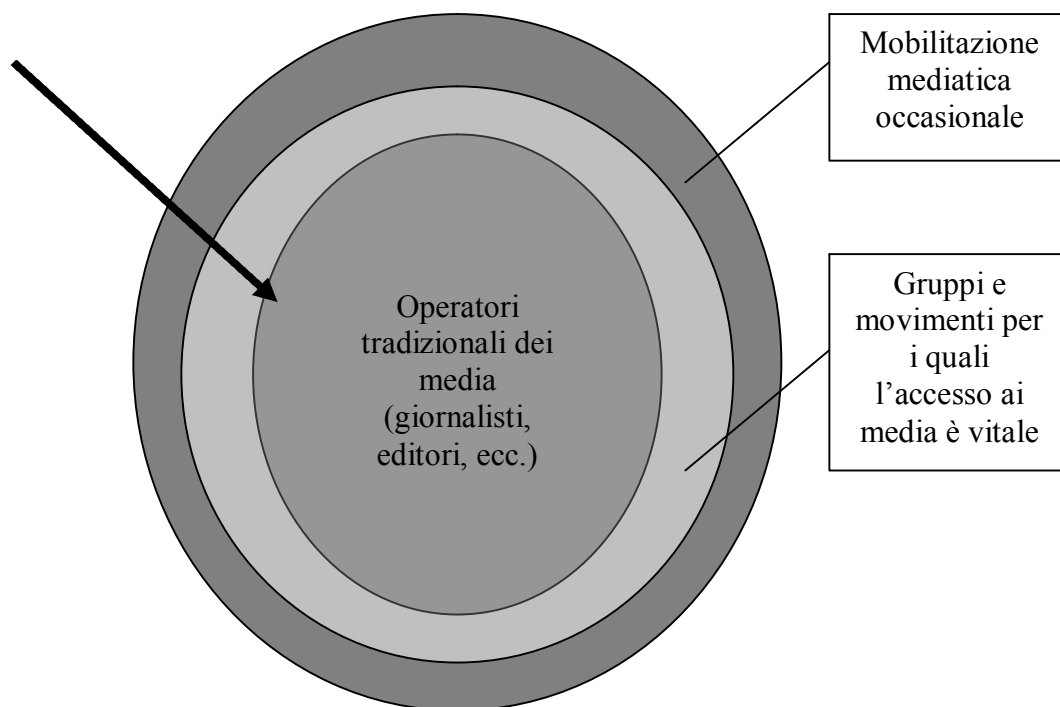 Mobilitazione
mediatica
occasionale
Gruppi e
movimenti per
i quali
l’accesso ai
media è vitale
Operatori
tradizionali dei
media
(giornalisti,
editori, ecc.)